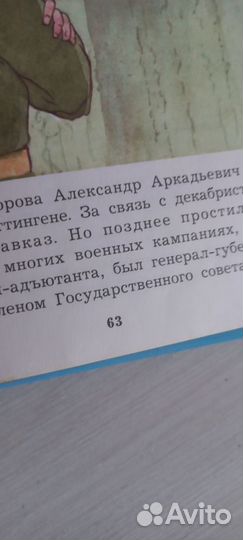 орова Александр Аркадьевич
ттингене. За связь с декабрист
авказ. Но позднее простил
многих военных кампаниях,
-адъютанта, был генерал-губе
леном Государственного совета
63
Avito